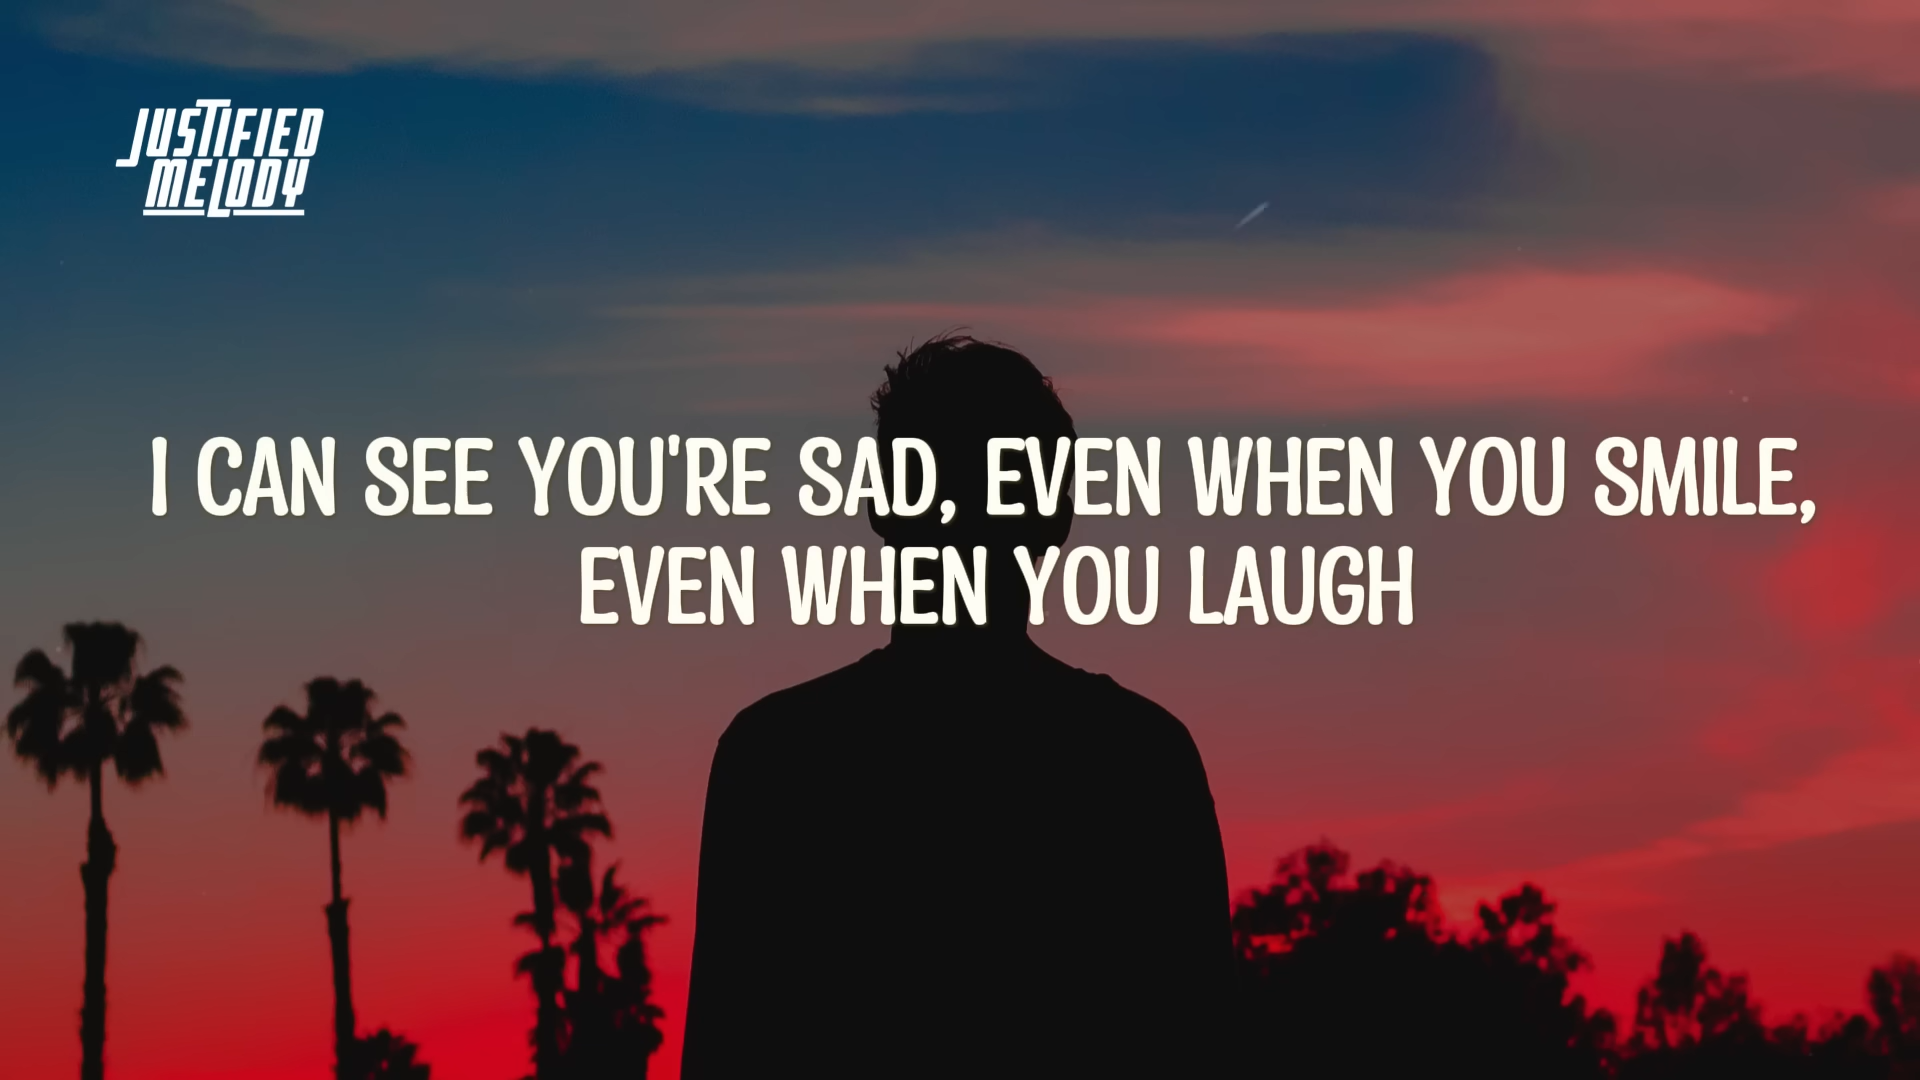 JUSTIFIED
MELODY
I CAN SEE YOU'RE SAD, EVEN WHEN YOU SMILE,
EVEN WHEN YOU LAUGH